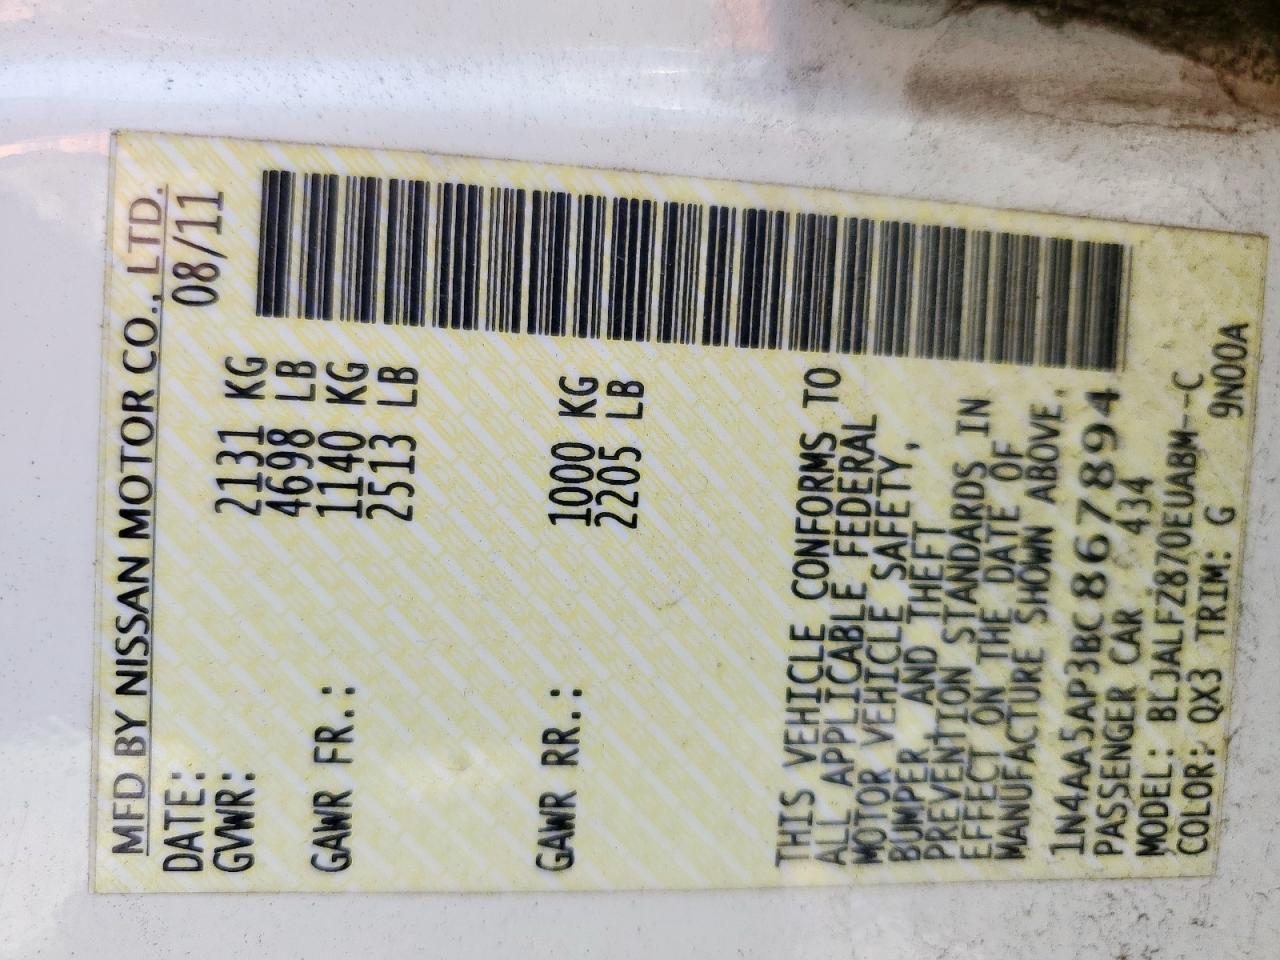 MFD BY NISSAN MOTOR CO., LTD.
DATE: 08/11
GVWR: 2131 KG
4698 LB
GAWR FR.: 1140 KG
2513 LB
GAWR RR.: 1000 KG
2205 LB
THIS VEHICLE CONFORMS TO
ALL APPLICABLE FEDERAL
MOTOR VEHICLE SAFETY,
BUMPER AND THEFT
PREVENTION STANDARDS IN
EFFECT ON THE DATE OF
MANUFACTURE SHOWN ABOVE.
1N4AA5AP3BC867894
PASSENGER CAR 434
MODEL: BLJALFZ870EUABM--C
COLOR: QX3 TRIM: G 9N00A